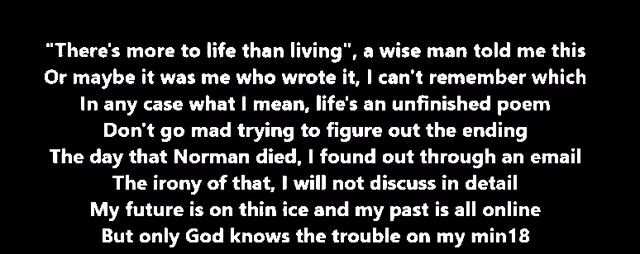 "There's more to life than living", a wise man told me this
Or maybe it was me who wrote it, I can't remember which
In any case what I mean, life's an unfinished poem
Don't go mad trying to figure out the ending
The day that Norman died, I found out through an email
The irony of that, I will not discuss in detail
My future is on thin ice and my past is all online
But only God knows the trouble on my min18